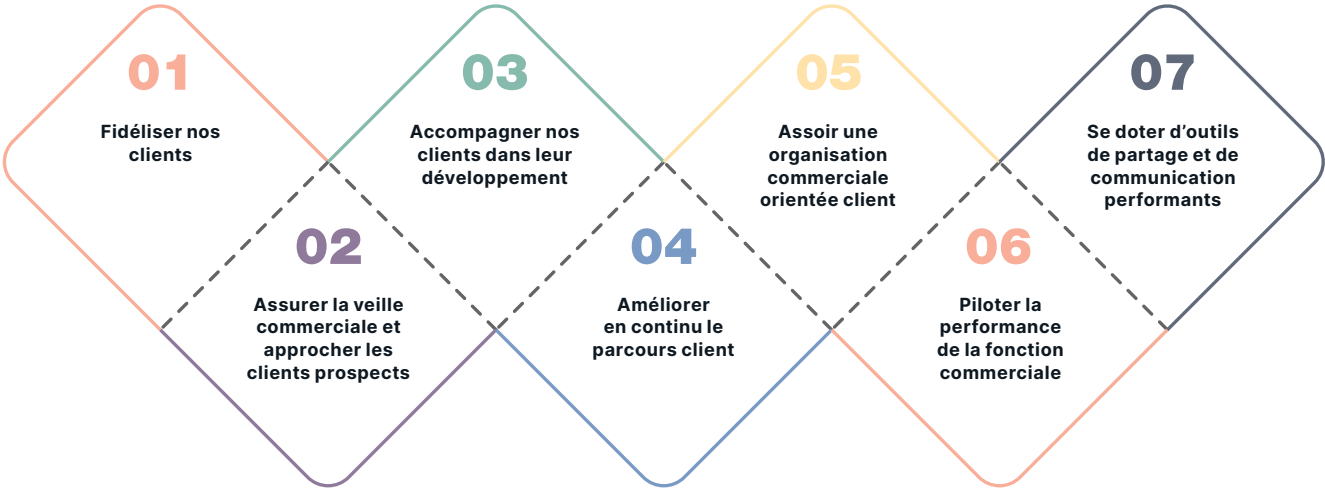 01
Fidéliser nos
clients
02
Assurer la veille
commerciale et
approcher les
clients prospects
03
Accompagner nos
clients dans leur
développement
04
Améliorer
en continu le
parcours client
05
Assoir une
organisation
commerciale
orientée client
06
Piloter la
performance
de la fonction
commerciale
07
Se doter d’outils
de partage et de
communication
performants